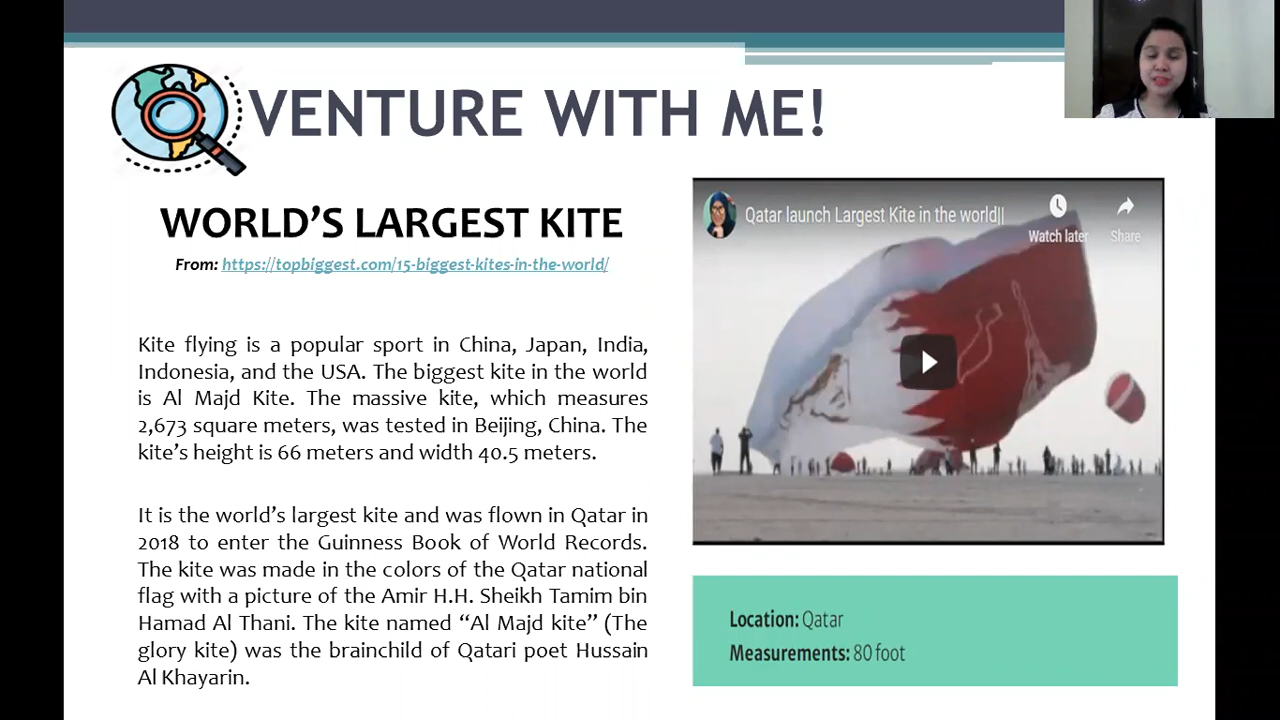 VENTURE WITH ME!
WORLD'S LARGEST KITE
From: https://topbiggest.com/15-biggest-kites-in-the-world/
Kite flying is a popular sport in China, Japan, India,
Indonesia, and the USA. The biggest kite in the world
is Al Majd Kite. The massive kite, which measures
2,673 square meters, was tested in Beijing, China. The
kite's height is 66 meters and width 40.5 meters.
It is the world's largest kite and was flown in Qatar in
2018 to enter the Guinness Book of World Records.
The kite was made in the colors of the Qatar national
flag with a picture of the Amir H.H. Sheikh Tamim bin
Hamad Al Thani. The kite named “Al Majd kite” (The
glory kite) was the brainchild of Qatari poet Hussain
Al Khayarin.
Qatar launch Largest Kite in the world||
Watch later
Share
Location: Qatar
Measurements: 80 foot